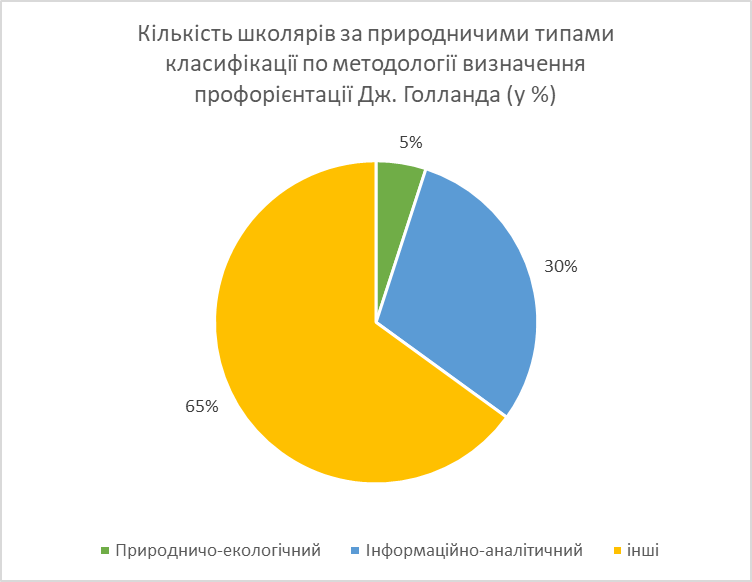 Кількість школярів за природничими типами
класифікації по методології визначення
профорієнтації Дж. Голланда (у %)
5%
30%
65%
Природничо-екологічний Інформаційно-аналітичний інші